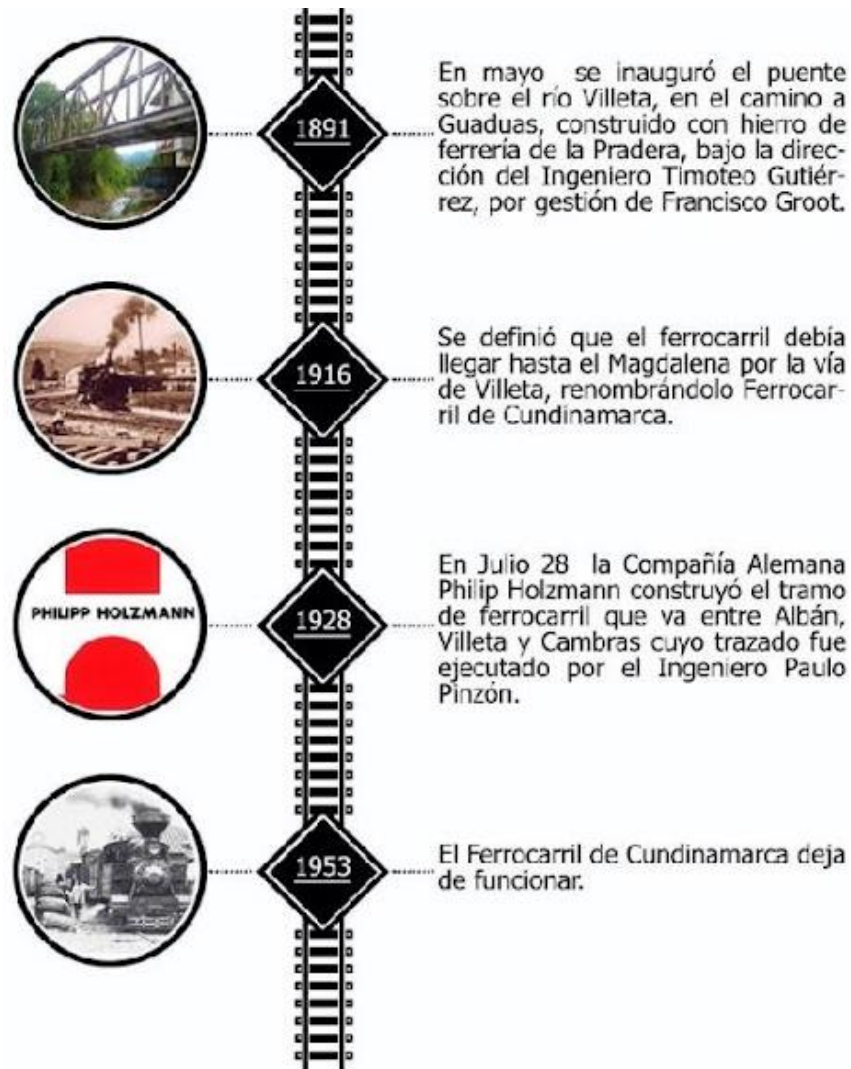 1891
En mayo se inauguró el puente
sobre el río Villeta, en el camino a
Guaduas, construido con hierro de
ferrería de la Pradera, bajo la direc-
ción del Ingeniero Timoteo Gutiér-
rez, por gestión de Francisco Groot.
1916
Se definió que el ferrocarril debía
llegar hasta el Magdalena por la vía
de Villeta, renombrándolo Ferrocar-
ril de Cundinamarca.
PHILIPP HOLZMANN
1928
En Julio 28 la Compañía Alemana
Philip Holzmann construyó el tramo
de ferrocarril que va entre Albán,
Villeta y Cambras cuyo trazado fue
ejecutado por el Ingeniero Paulo
Pinzón.
1953
El Ferrocarril de Cundinamarca deja
de funcionar.